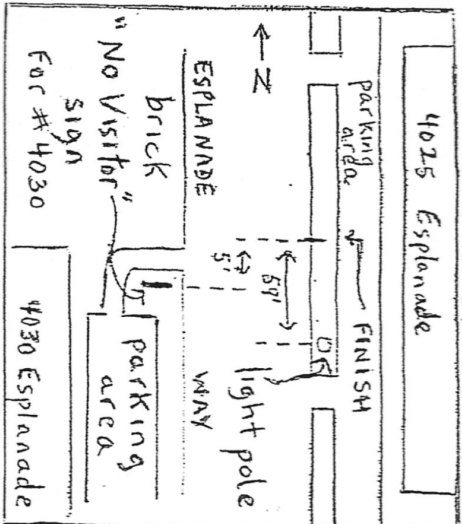 4025 Esplanade
parking
area
FINISH
N
59'
5'
light pole
ESPLANADE WAY
brick
"No Visitor"
sign
For #4030
parking
area
4030 Esplanade